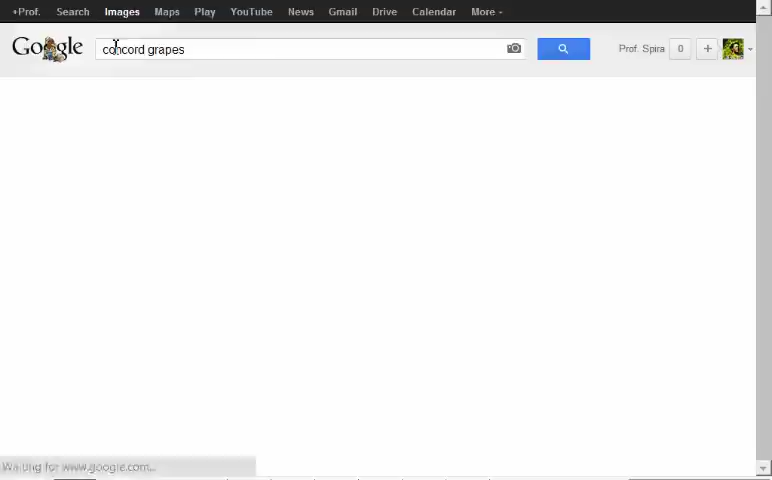 +Prof. Search Images Maps Play YouTube News Gmail Drive Calendar More
Google concord grapes Prof. Spira 0 +
Waiting for www.google.com...